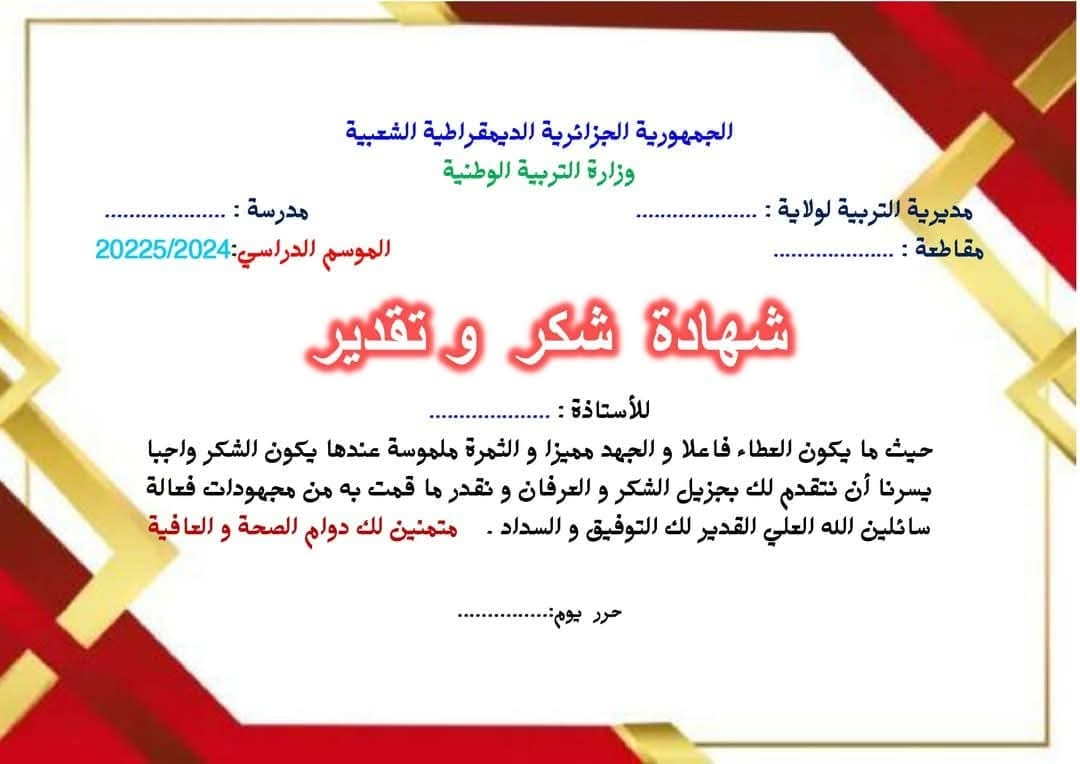 الجمهورية الجزائرية الديمقراطية الشعبية
وزارة التربية الوطنية
مديرية التربية لولاية : .................... مدرسة : ....................
مقاطعة : .................... الموسم الدراسي:20225/2024
شهادة شكر و تقدير
للأستاذة : ....................
حيث ما يكون العطاء فاعلا و الجهد مميزا و الثمرة ملموسة عندها يكون الشكر واجبا
يسرنا أن نتقدم لك بجزيل الشكر و العرفان و نقدر ما قمت به من مجهودات فعالة
سائلين الله العلي القدير لك التوفيق و السداد . متمنين لك دوام الصحة و العافية
حرر يوم:...............